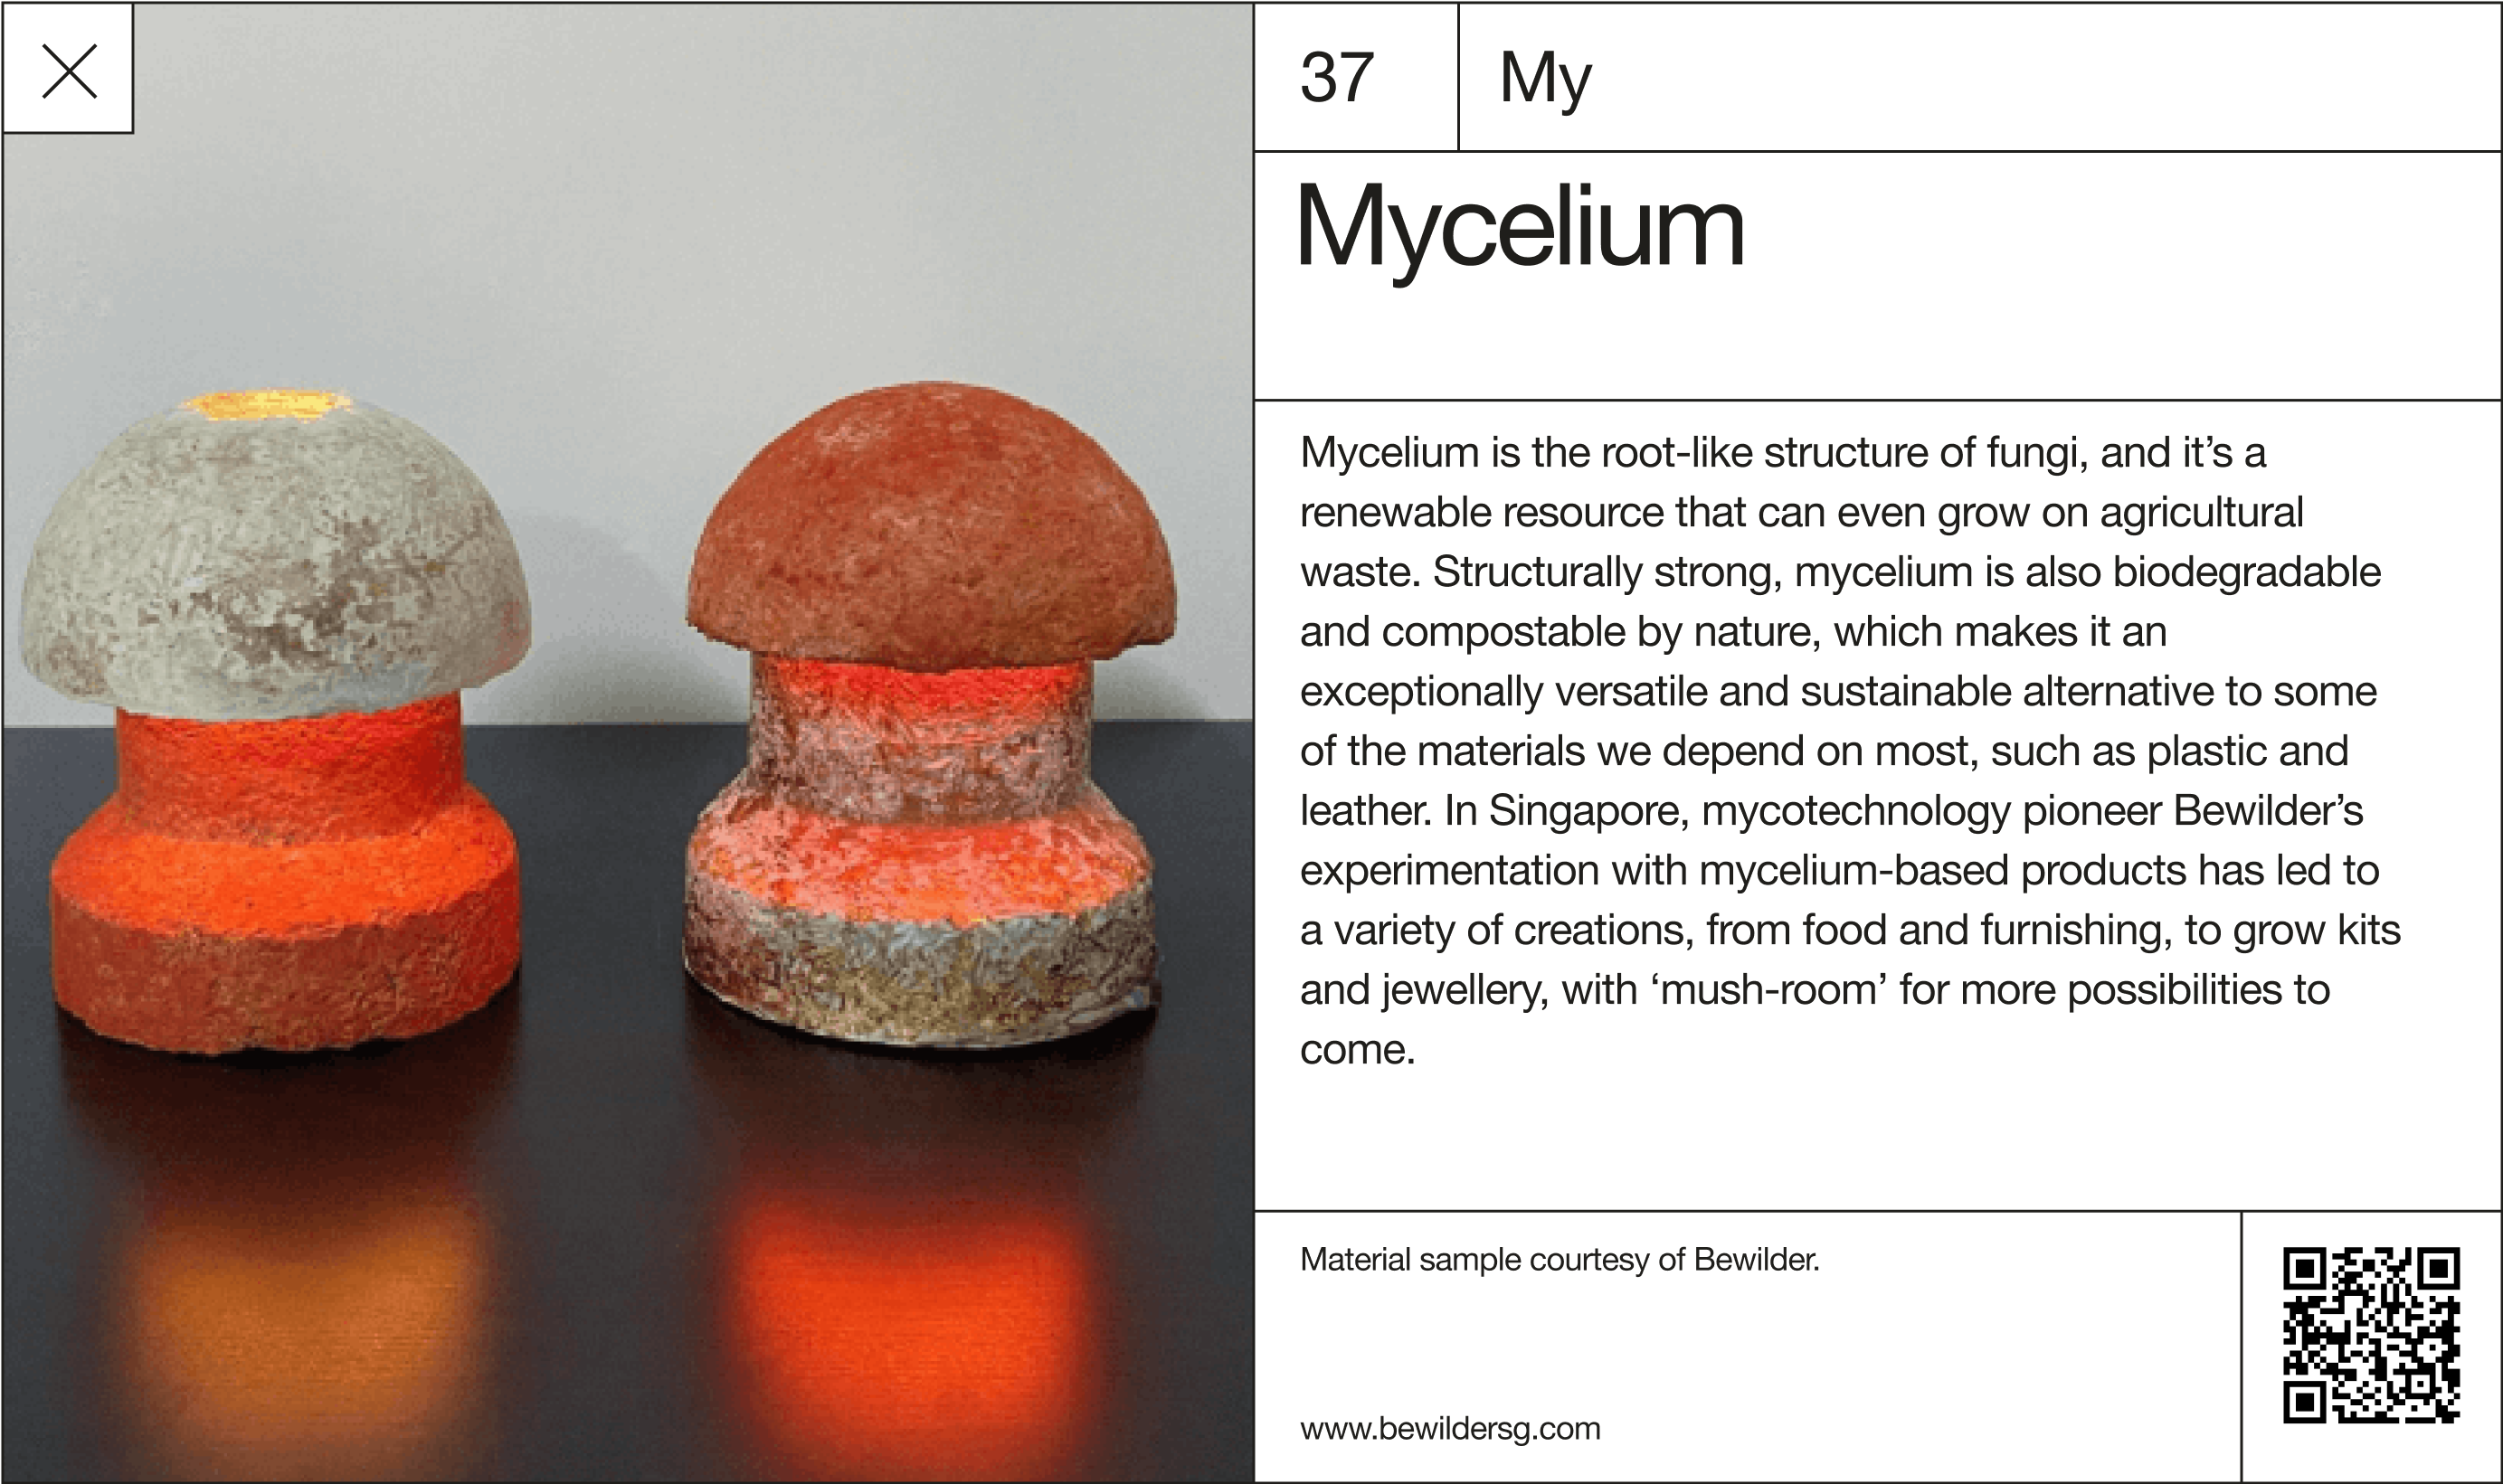 37
My
Mycelium
Mycelium is the root-like structure of fungi, and it’s a
renewable resource that can even grow on agricultural
waste. Structurally strong, mycelium is also biodegradable
and compostable by nature, which makes it an
exceptionally versatile and sustainable alternative to some
of the materials we depend on most, such as plastic and
leather. In Singapore, mycotechnology pioneer Bewilder’s
experimentation with mycelium-based products has led to
a variety of creations, from food and furnishing, to grow kits
and jewellery, with ‘mush-room’ for more possibilities to
come.
Material sample courtesy of Bewilder.
www.bewildersg.com